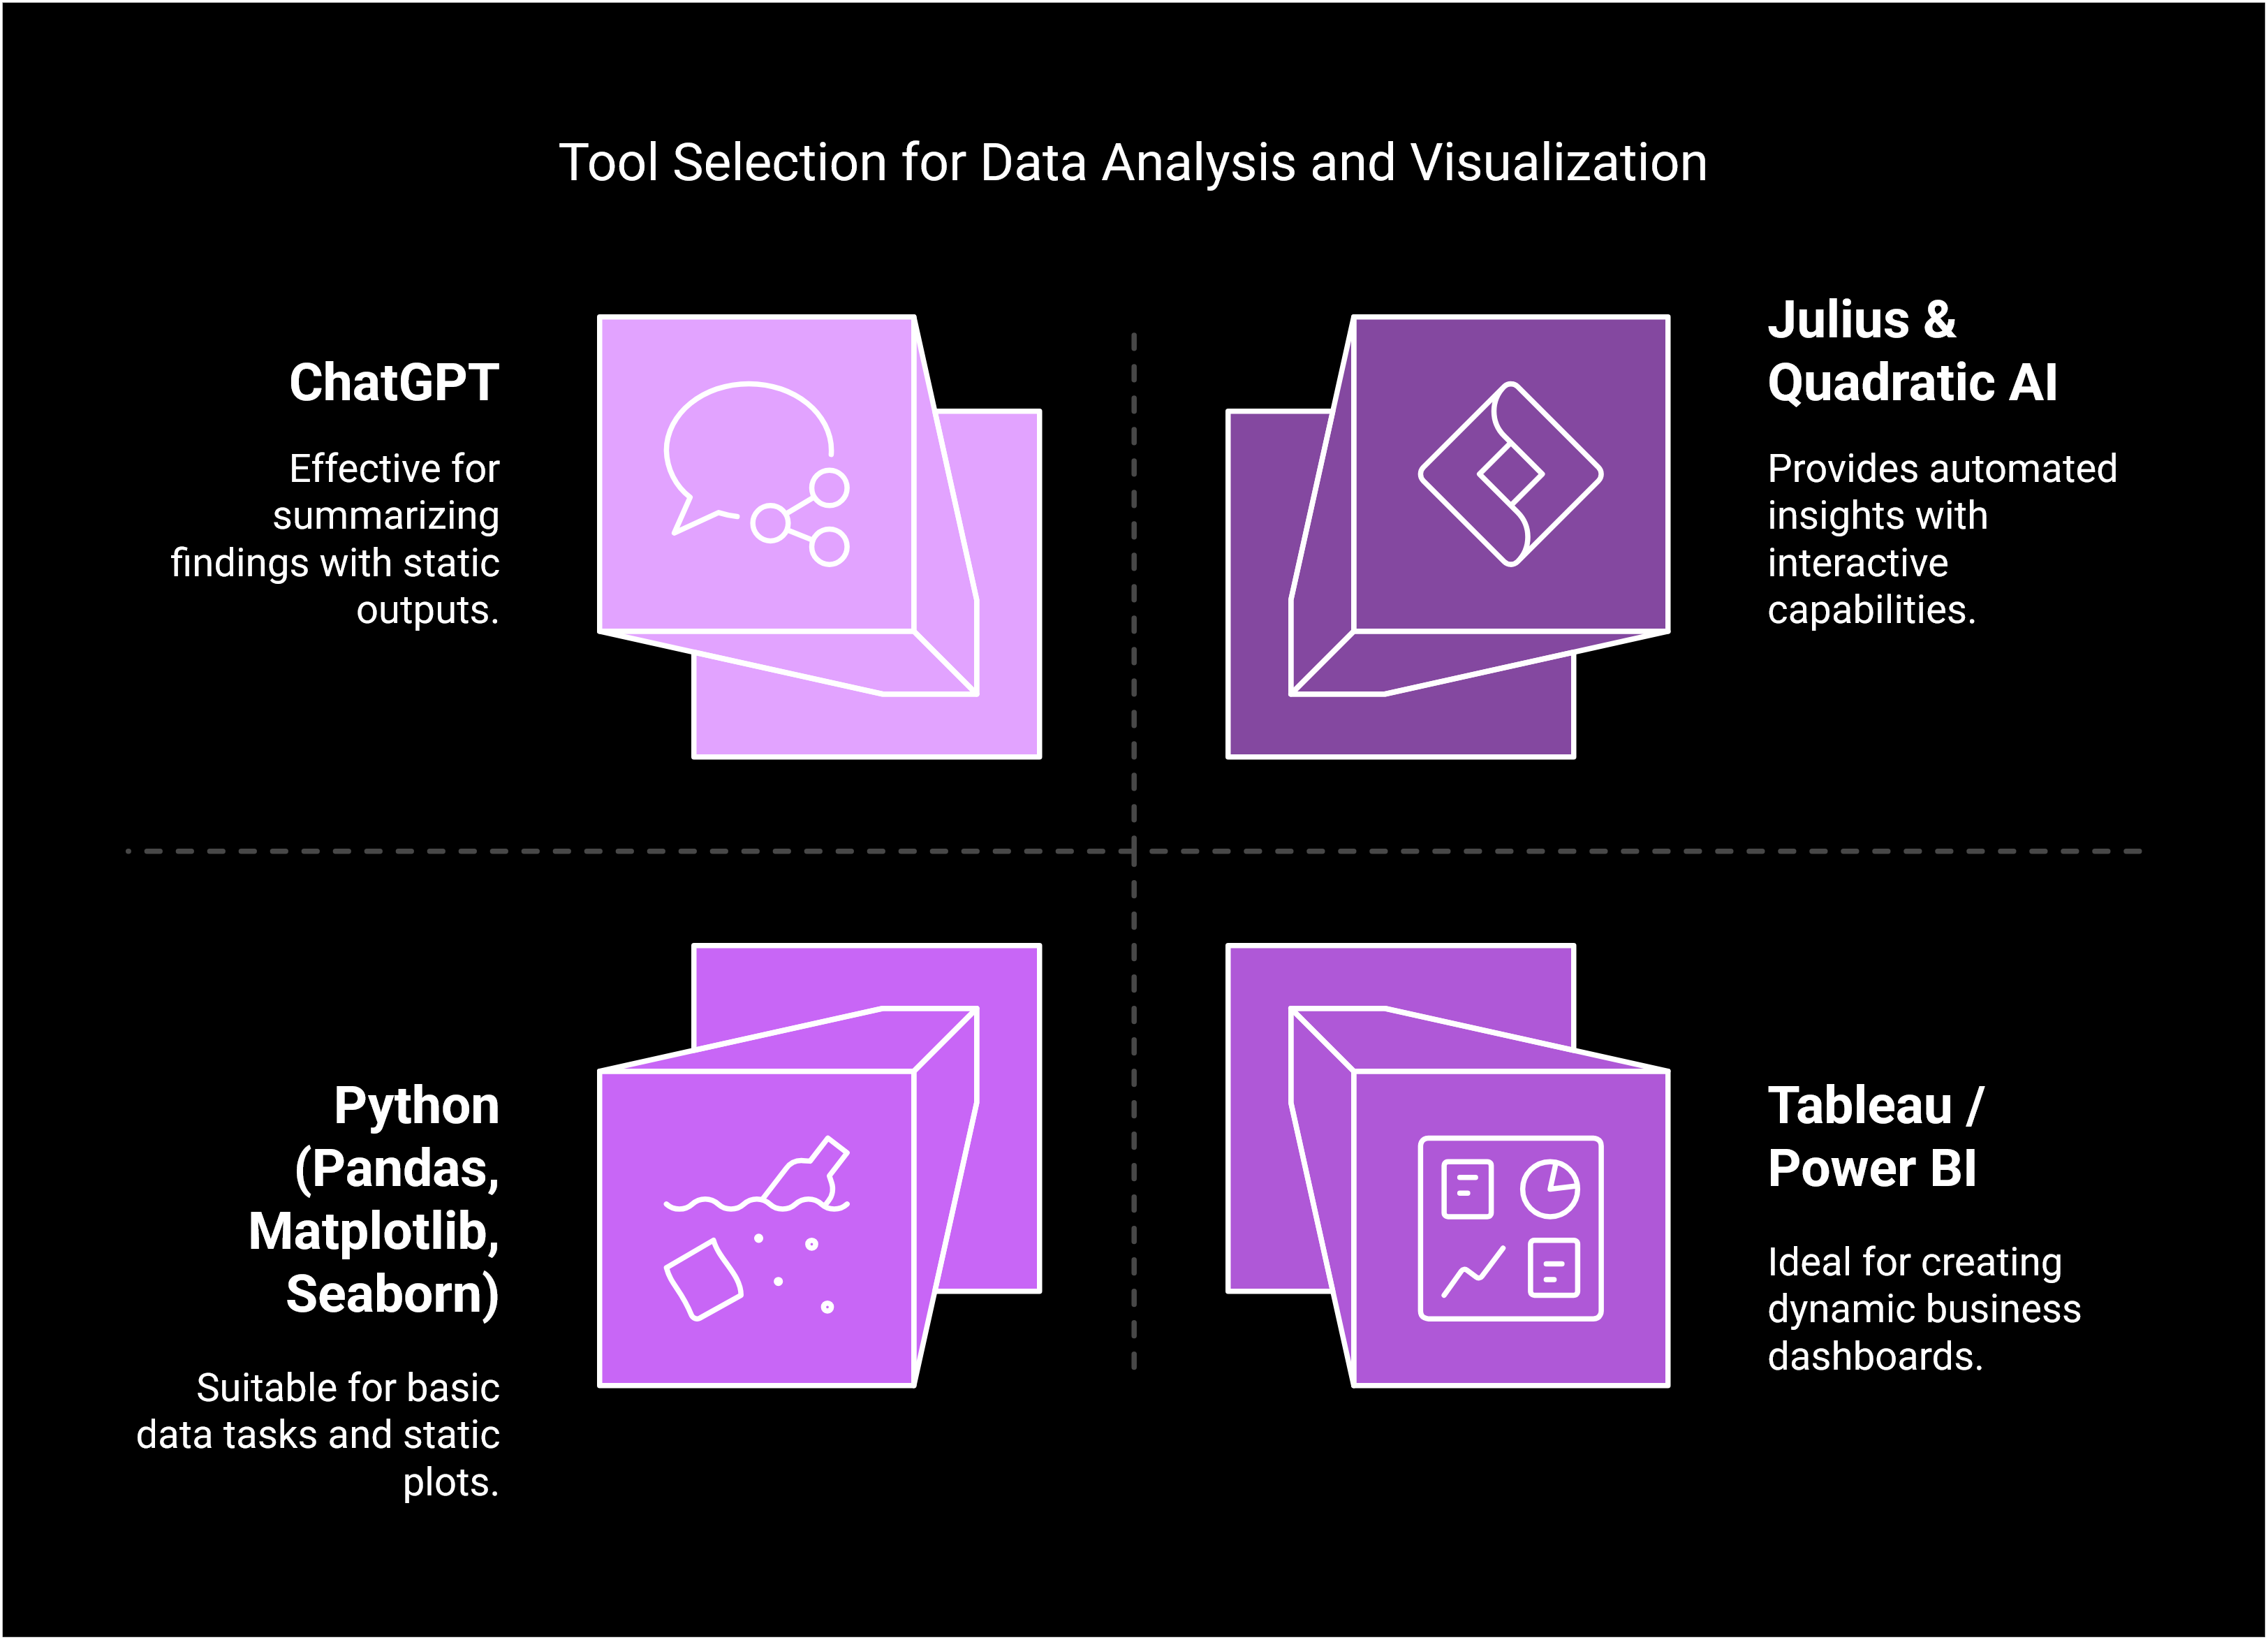 Tool Selection for Data Analysis and Visualization
ChatGPT
Effective for
summarizing
findings with static
outputs.
Julius &
Quadratic AI
Provides automated
insights with
interactive
capabilities.
Python
(Pandas,
Matplotlib,
Seaborn)
Suitable for basic
data tasks and static
plots.
Tableau /
Power BI
Ideal for creating
dynamic business
dashboards.